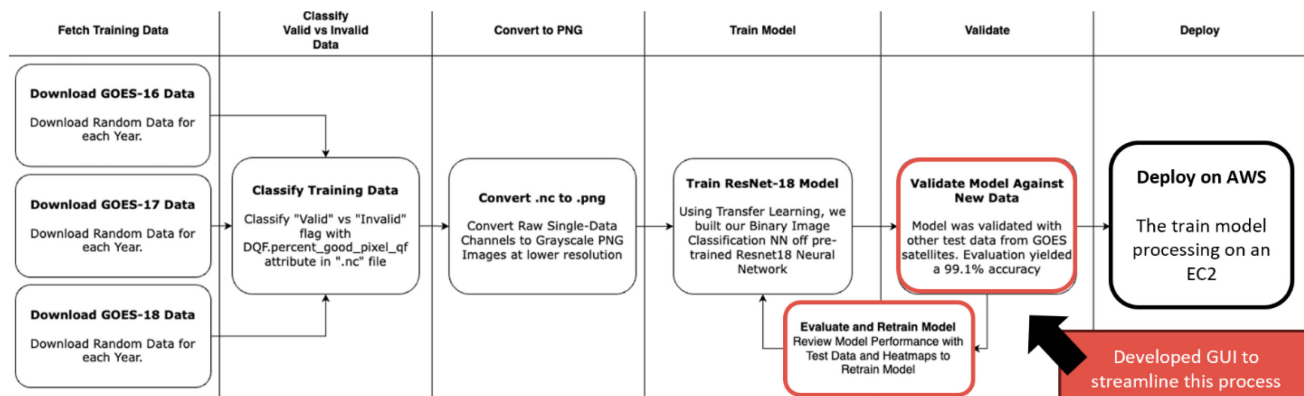 Fetch Training Data
Classify
Valid vs Invalid
Data
Convert to PNG
Train Model
Validate
Deploy
Download GOES-16 Data
Download Random Data for
each Year.
Download GOES-17 Data
Download Random Data for
each Year.
Download GOES-18 Data
Download Random Data for
each Year.
Classify Training Data
Classify "Valid" vs "Invalid"
flag with
DQF.percent_good_pixel_qf
attribute in ".nc" file
Convert .nc to .png
Convert Raw Single-Data
Channels to Grayscale PNG
Images at lower resolution
Train ResNet-18 Model
Using Transfer Learning, we
built our Binary Image
Classification NN off pre-
trained Resnet18 Neural
Network
Validate Model Against
New Data
Model was validated with
other test data from GOES
satellites. Evaluation yielded
a 99.1% accuracy
Evaluate and Retrain Model
Review Model Performance with
Test Data and Heatmaps to
Retrain Model
Deploy on AWS
The train model
processing on an
EC2
Developed GUI to
streamline this process